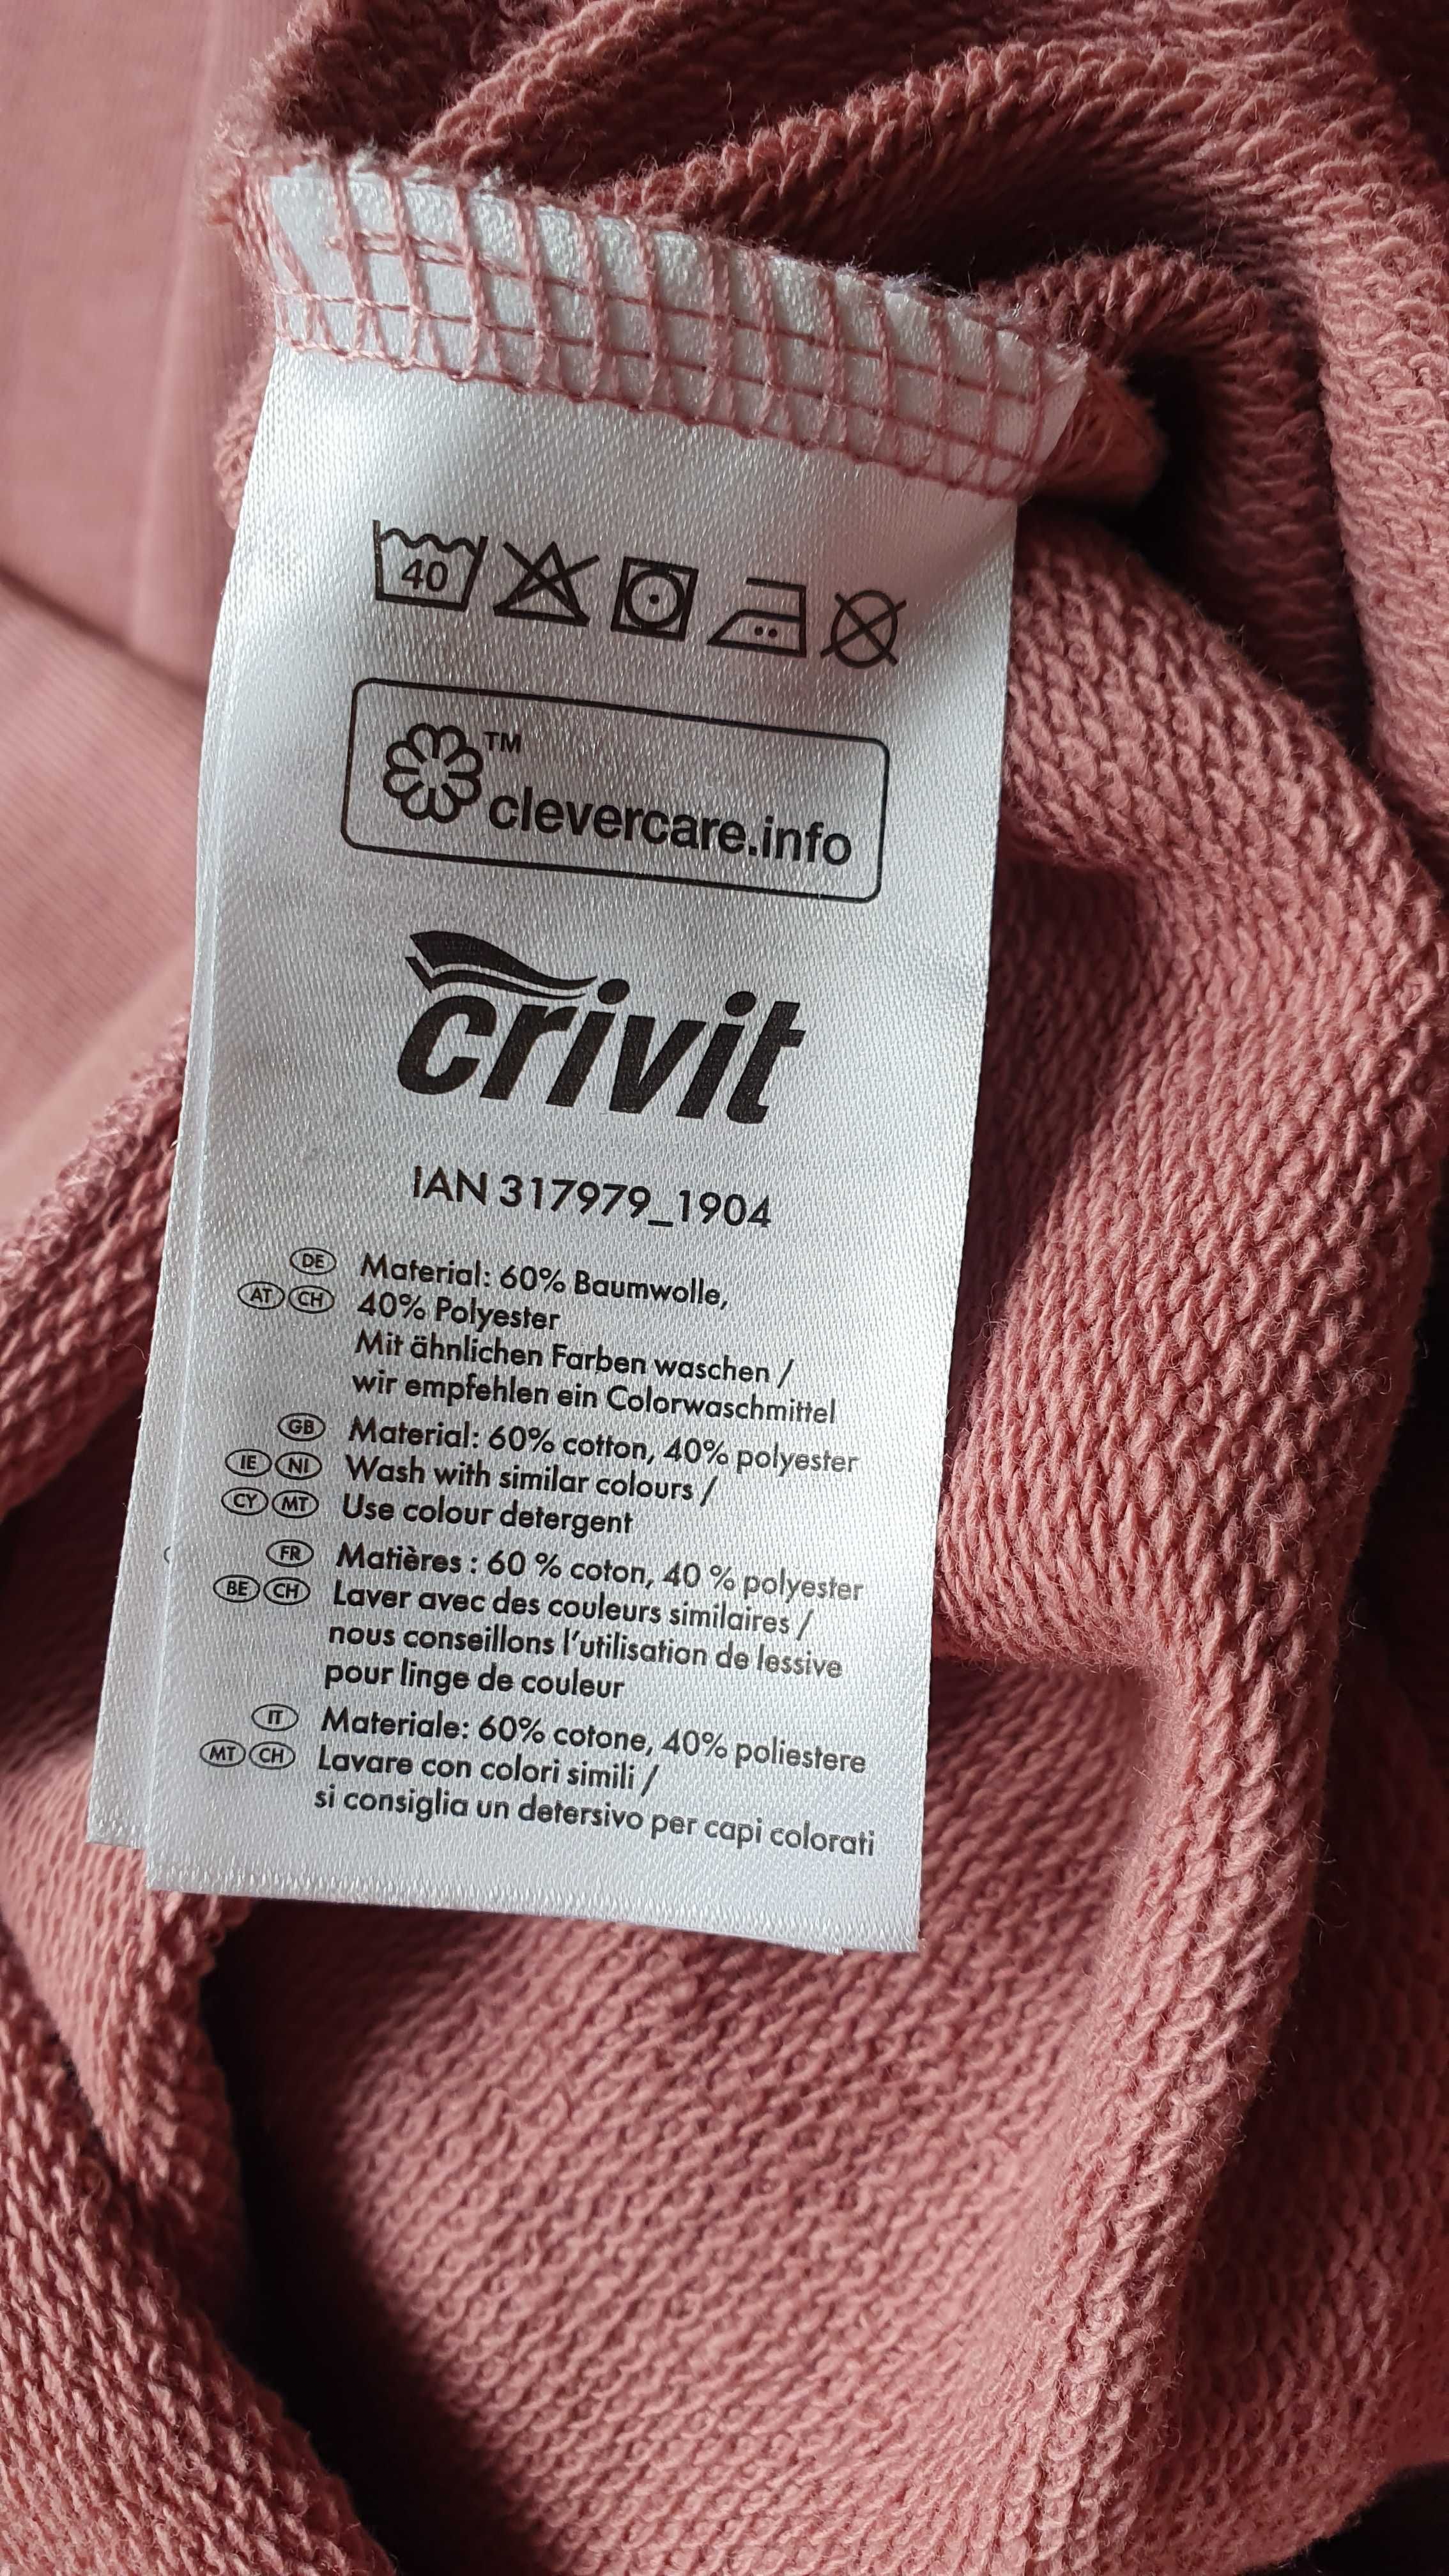 40
TM
clevercare.info
crivit
IAN 317979_1904
DE Material: 60% Baumwolle,
AT CH 40% Polyester
Mit ähnlichen Farben waschen /
wir empfehlen ein Colorwaschmittel
GB Material: 60% cotton, 40% polyester
IE NI Wash with similar colours /
CY MT Use colour detergent
FR Matières : 60 % coton, 40 % polyester
BE CH Laver avec des couleurs similaires /
nous conseillons l'utilisation de lessive
pour linge de couleur
IT Materiale: 60% cotone, 40% poliestere
MT CH Lavare con colori simili /
si consiglia un detersivo per capi colorati